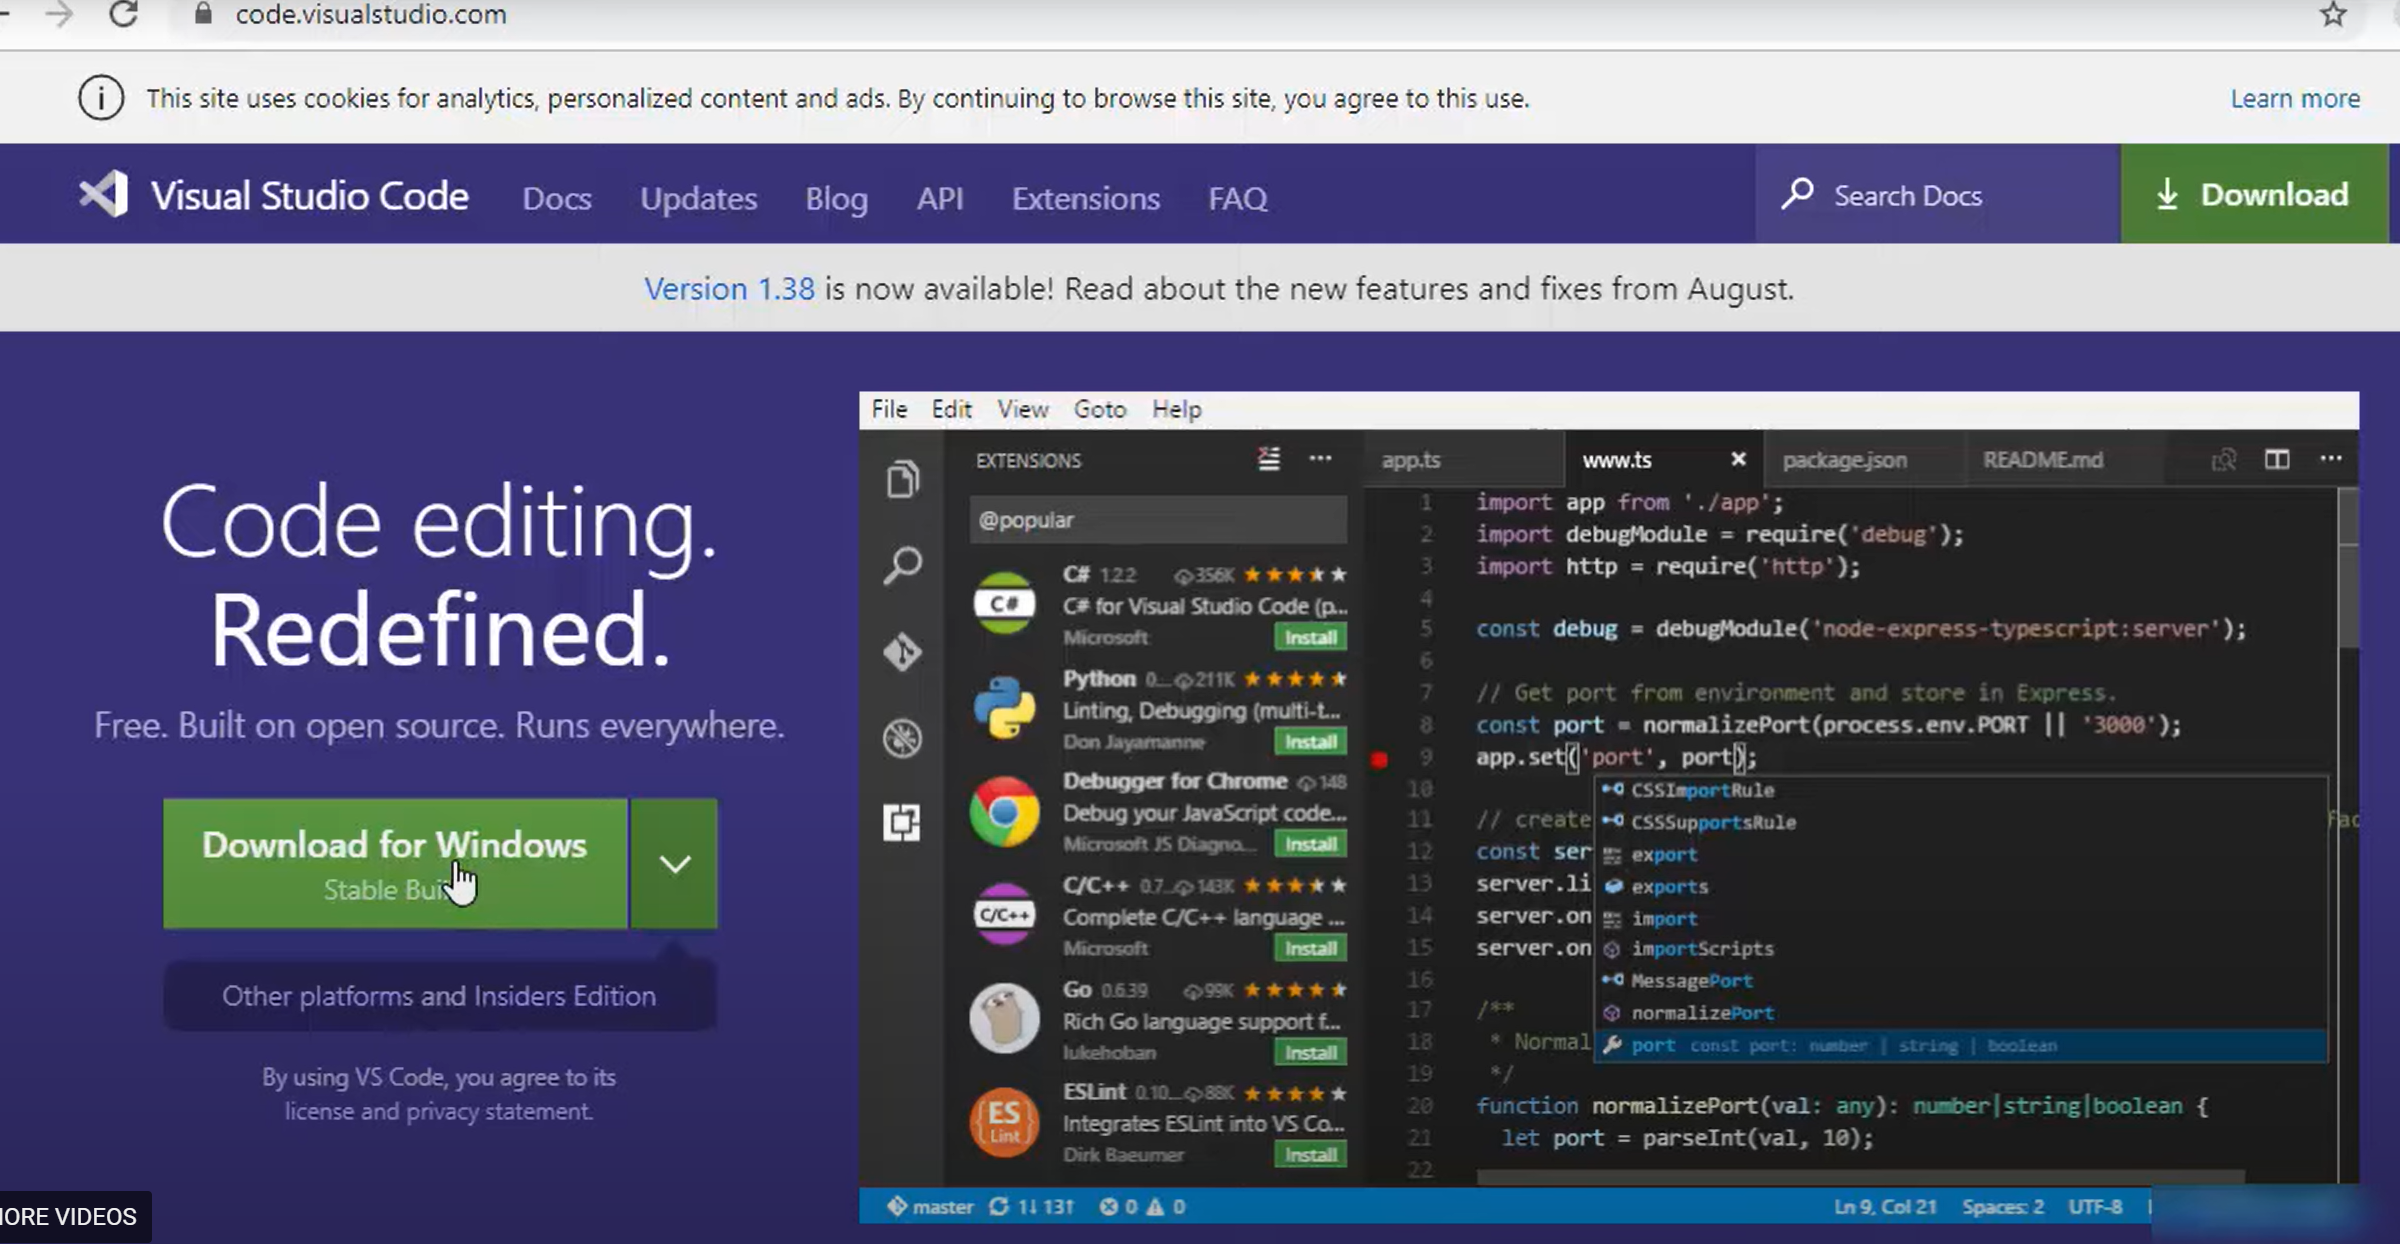 code.visualstudio.com
This site uses cookies for analytics, personalized content and ads. By continuing to browse this site, you agree to this use.
Learn more
Visual Studio Code
Docs
Updates
Blog
API
Extensions
FAQ
Search Docs
Download
Version 1.38 is now available! Read about the new features and fixes from August.
Code editing.
Redefined.
Free. Built on open source. Runs everywhere.
Download for Windows
Stable
Other platforms and Insiders Edition
By using VS Code, you agree to its
license and privacy statement.
File Edit View Goto Help
EXTENSIONS
@popular
C# 1.2.2 356K
C# for Visual Studio Code (p...
Microsoft
Install
Python 0... 211K
Linting, Debugging (multi-t...
Don Jayamanne
Install
Debugger for Chrome 148
Debug your JavaScript code...
Microsoft JS Diagno...
Install
C/C++ 0.7... 143K
Complete C/C++ language ...
Microsoft
Install
Go 0.6.39 99K
Rich Go language support f...
lukehoban
Install
ESLint 0.10... 88K
Integrates ESLint into VS Co...
Dirk Baeumer
Install
C#
C/C++
ES
Lint
app.ts
www.ts
package.json
README.md
1 import app from './app';
2 import debugModule = require('debug');
3 import http = require('http');
4
5 const debug = debugModule('node-express-typescript:server');
6
7 // Get port from environment and store in Express.
8 const port = normalizePort(process.env.PORT || '3000');
9 app.set('port', port);
10
11 // create
12 const ser
13 server.li
14 server.on
15 server.on
16
17 /**
18 * Normal
19 */
20 function normalizePort(val: any): number|string|boolean {
21 let port = parseInt(val, 10);
22
CSSImportRule
CSSSupportsRule
export
exports
import
importScripts
MessagePort
normalizePort
port const port: number | string | boolean
master 1↓ 13↑ 0 0
Ln 9, Col 21
Spaces: 2
UTF-8
MORE VIDEOS